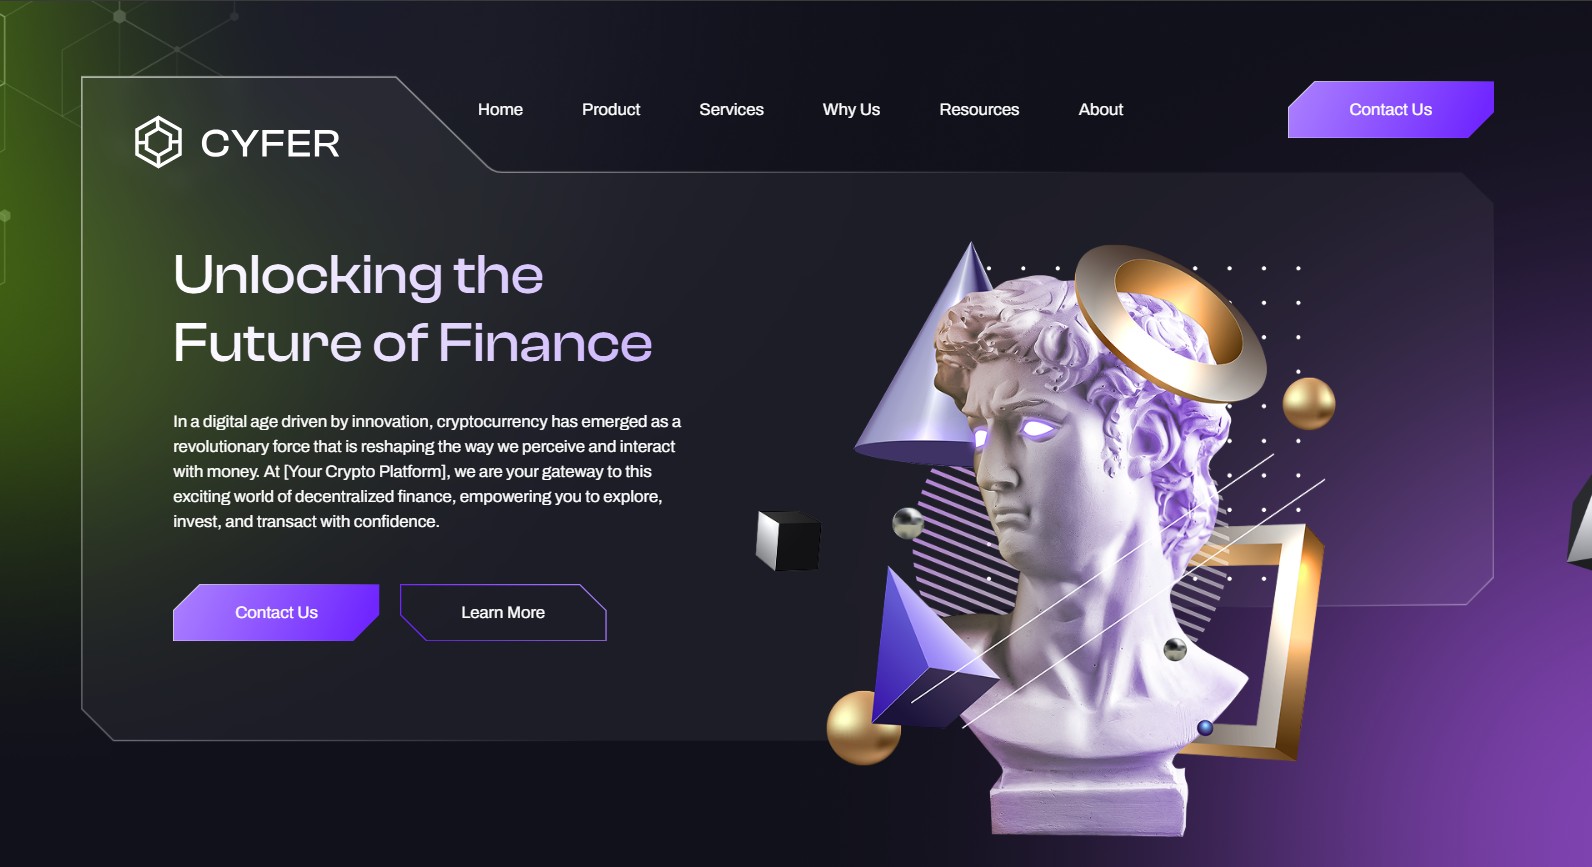 CYFER
Home
Product
Services
Why Us
Resources
About
Contact Us
Unlocking the
Future of Finance
In a digital age driven by innovation, cryptocurrency has emerged as a
revolutionary force that is reshaping the way we perceive and interact
with money. At [Your Crypto Platform], we are your gateway to this
exciting world of decentralized finance, empowering you to explore,
invest, and transact with confidence.
Contact Us
Learn More